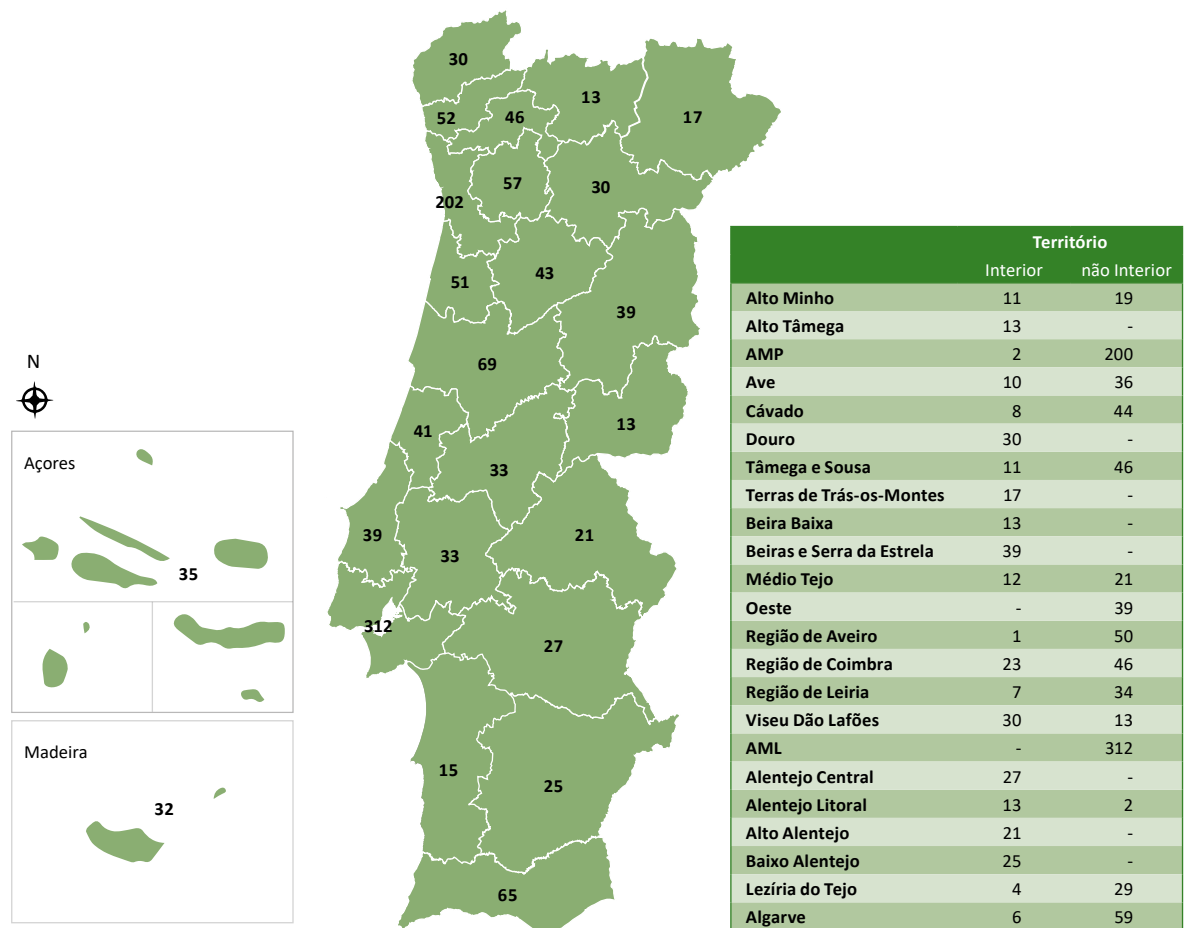 30
13
52
46
17
57
30
202
43
51
39
N
69
41
13
Açores
33
39
33
21
35
312
27
Madeira
15
25
32
65
Território
Interior não Interior
Alto Minho 11 19
Alto Tâmega 13 -
AMP 2 200
Ave 10 36
Cávado 8 44
Douro 30 -
Tâmega e Sousa 11 46
Terras de Trás-os-Montes 17 -
Beira Baixa 13 -
Beiras e Serra da Estrela 39 -
Médio Tejo 12 21
Oeste - 39
Região de Aveiro 1 50
Região de Coimbra 23 46
Região de Leiria 7 34
Viseu Dão Lafões 30 13
AML - 312
Alentejo Central 27 -
Alentejo Litoral 13 2
Alto Alentejo 21 -
Baixo Alentejo 25 -
Lezíria do Tejo 4 29
Algarve 6 59